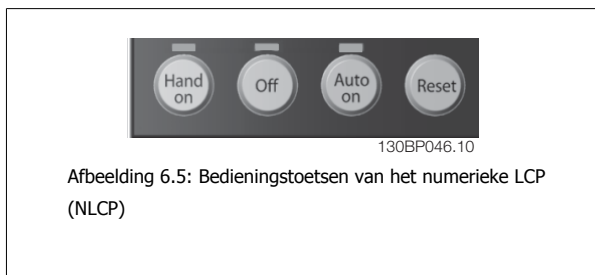 Hand on
Off
Auto on
Reset
130BP046.10
Afbeelding 6.5: Bedieningstoetsen van het numerieke LCP
(NLCP)